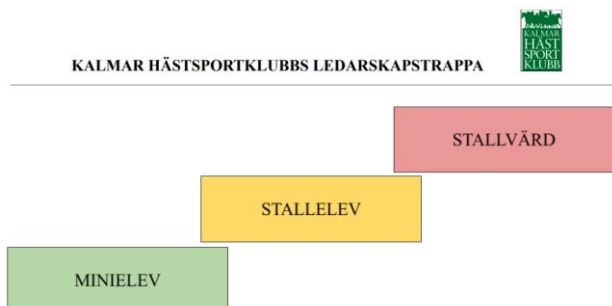 KALMAR HÄSTSPORTKLUBBS LEDARSKAPSTRAPPA
KALMAR
HÄST
SPORT
KLUBB
STALLVÄRD
STALLELEV
MINIELEV